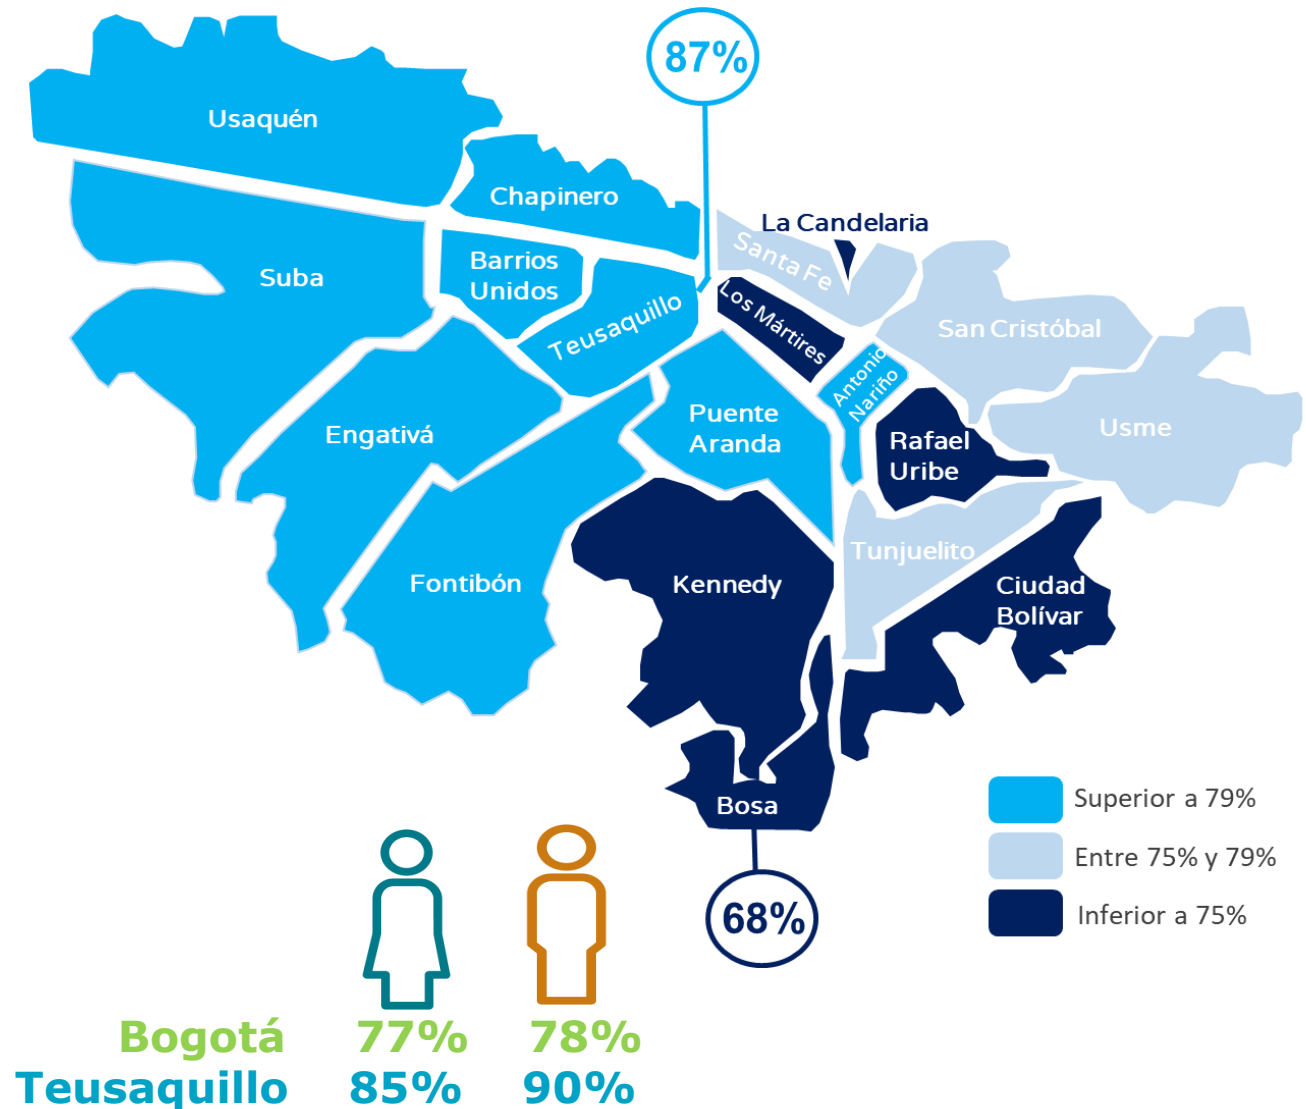 87%
Usaquén
Chapinero
La Candelaria
Santa Fe
Barrios
Unidos
Suba
Teusaquillo
Los Mártires
San Cristóbal
Antonio
Nariño
Puente
Aranda
Engativá
Usme
Rafael
Uribe
Tunjuelito
Fontibón
Kennedy
Ciudad
Bolívar
Bosa
Superior a 79%
Entre 75% y 79%
Inferior a 75%
68%
Bogotá 77% 78%
Teusaquillo 85% 90%